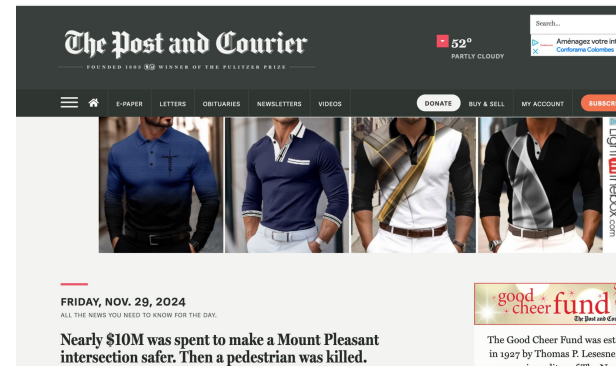 The Post and Courier
FOUNDED 1803 WINNER OF THE PULITZER PRIZE
52°
PARTLY CLOUDY
Search...
Aménagez votre int
Conforama Colombes
E-PAPER
LETTERS
OBITUARIES
NEWSLETTERS
VIDEOS
DONATE
BUY & SELL
MY ACCOUNT
SUBSCR
LightInTheBox.com
FRIDAY, NOV. 29, 2024
ALL THE NEWS YOU NEED TO KNOW FOR THE DAY.
Nearly $10M was spent to make a Mount Pleasant
intersection safer. Then a pedestrian was killed.
good
cheer fund
The Post and Cou
The Good Cheer Fund was est
in 1927 by Thomas P. Lesesne